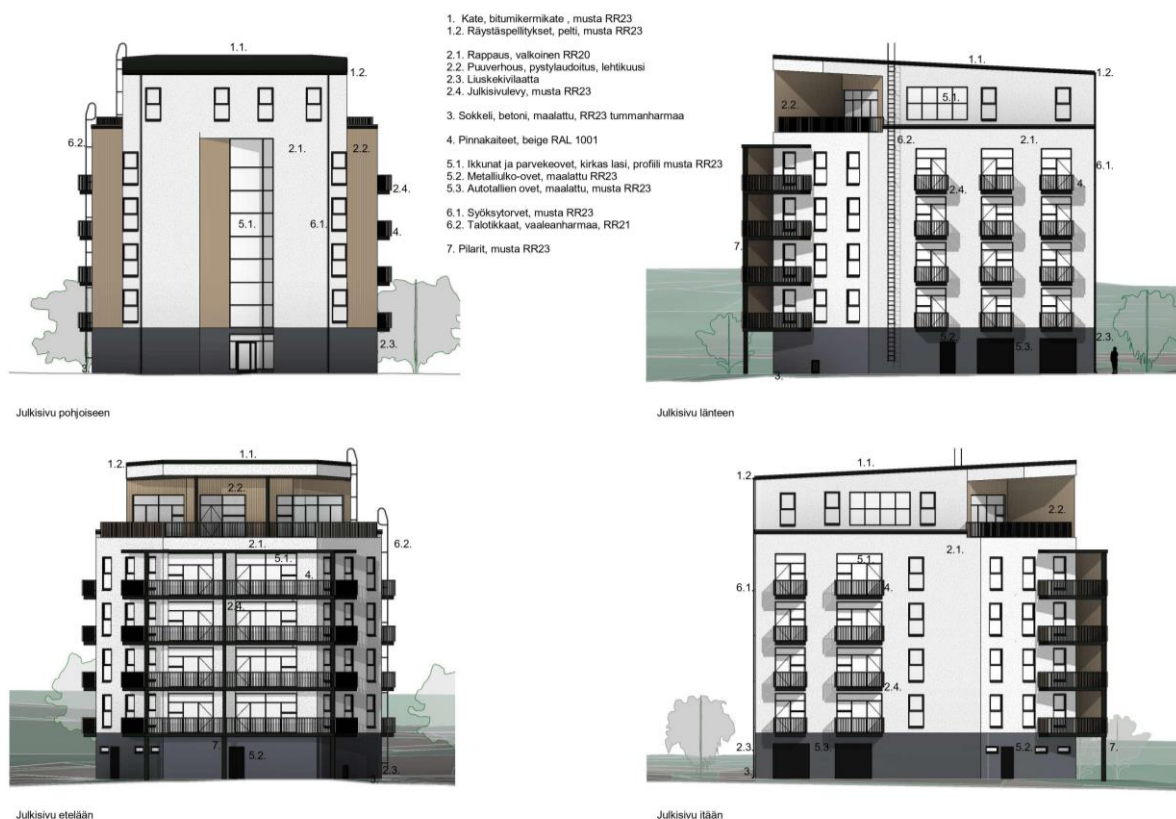 1. Kate, bitumikermikate , musta RR23
1.2. Räystäspellitykset, pelti, musta RR23
2.1. Rappaus, valkoinen RR20
2.2. Puuverhous, pystylaudoitus, lehtikuusi
2.3. Liuskekivilaatta
2.4. Julkisivulevy, musta RR23
3. Sokkeli, betoni, maalattu, RR23 tummanharmaa
4. Pinnakaiteet, beige RAL 1001
5.1. Ikkunat ja parvekeovet, kirkas lasi, profiili musta RR23
5.2. Metalliulko-ovet, maalattu RR23
5.3. Autotallien ovet, maalattu, musta RR23
6.1. Syöksytorvet, musta RR23
6.2. Talotikkaat, vaaleanharmaa, RR21
7. Pilarit, musta RR23
1.1.
1.2.
6.2.
2.1.
2.2.
2.4.
5.1.
6.1.
4.
2.3.
3.
Julkisivu pohjoiseen
1.1.
1.2.
5.1.
2.2.
6.2.
2.1.
6.1.
2.4.
4.
7.
5.2.
5.3.
2.3.
3.
Julkisivu länteen
1.1.
1.2.
2.2.
2.1.
6.2.
5.1.
4.
2.4.
7.
5.2.
2.3.
3.
Julkisivu etelään
1.1.
1.2.
2.2.
2.1.
5.1.
6.1.
4.
2.4.
2.3.
5.3
5.2.
7.
3.
Julkisivu itään